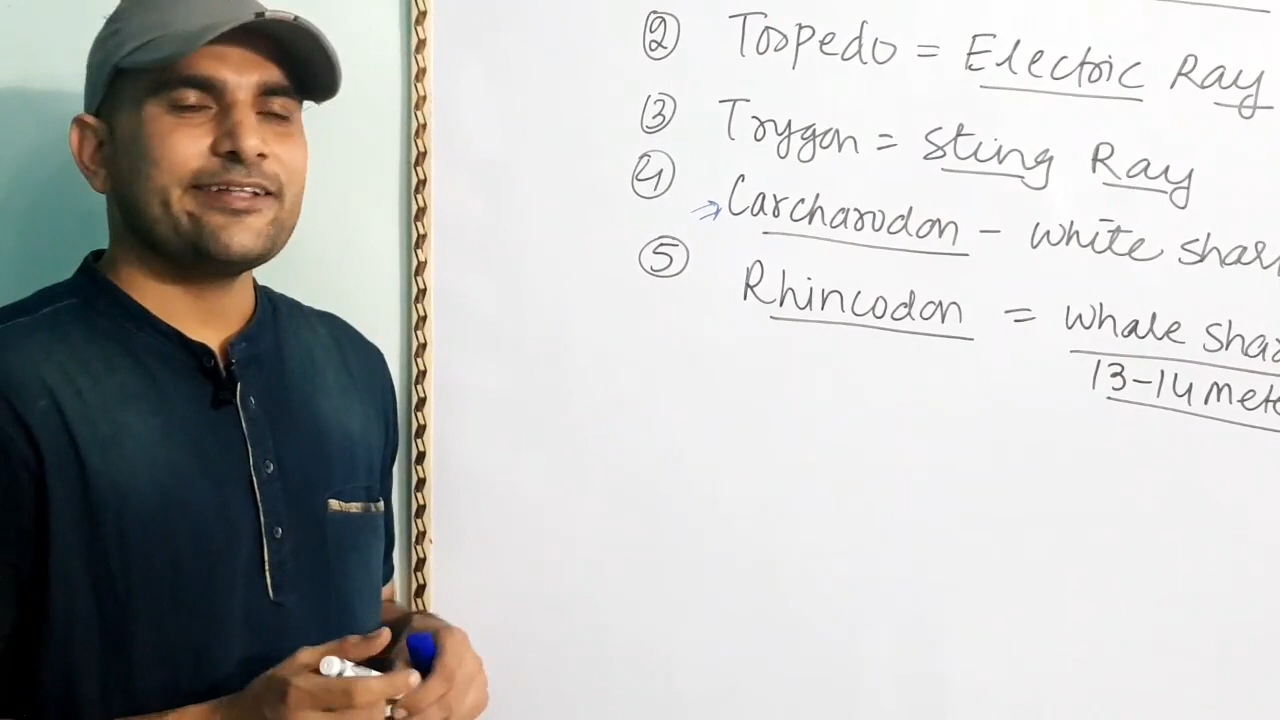 ② Torpedo = Electric Ray
③ Trygon = Sting Ray
④ Carcharodon - white shar
⑤ Rhincodon = whale sha
13-14 mete